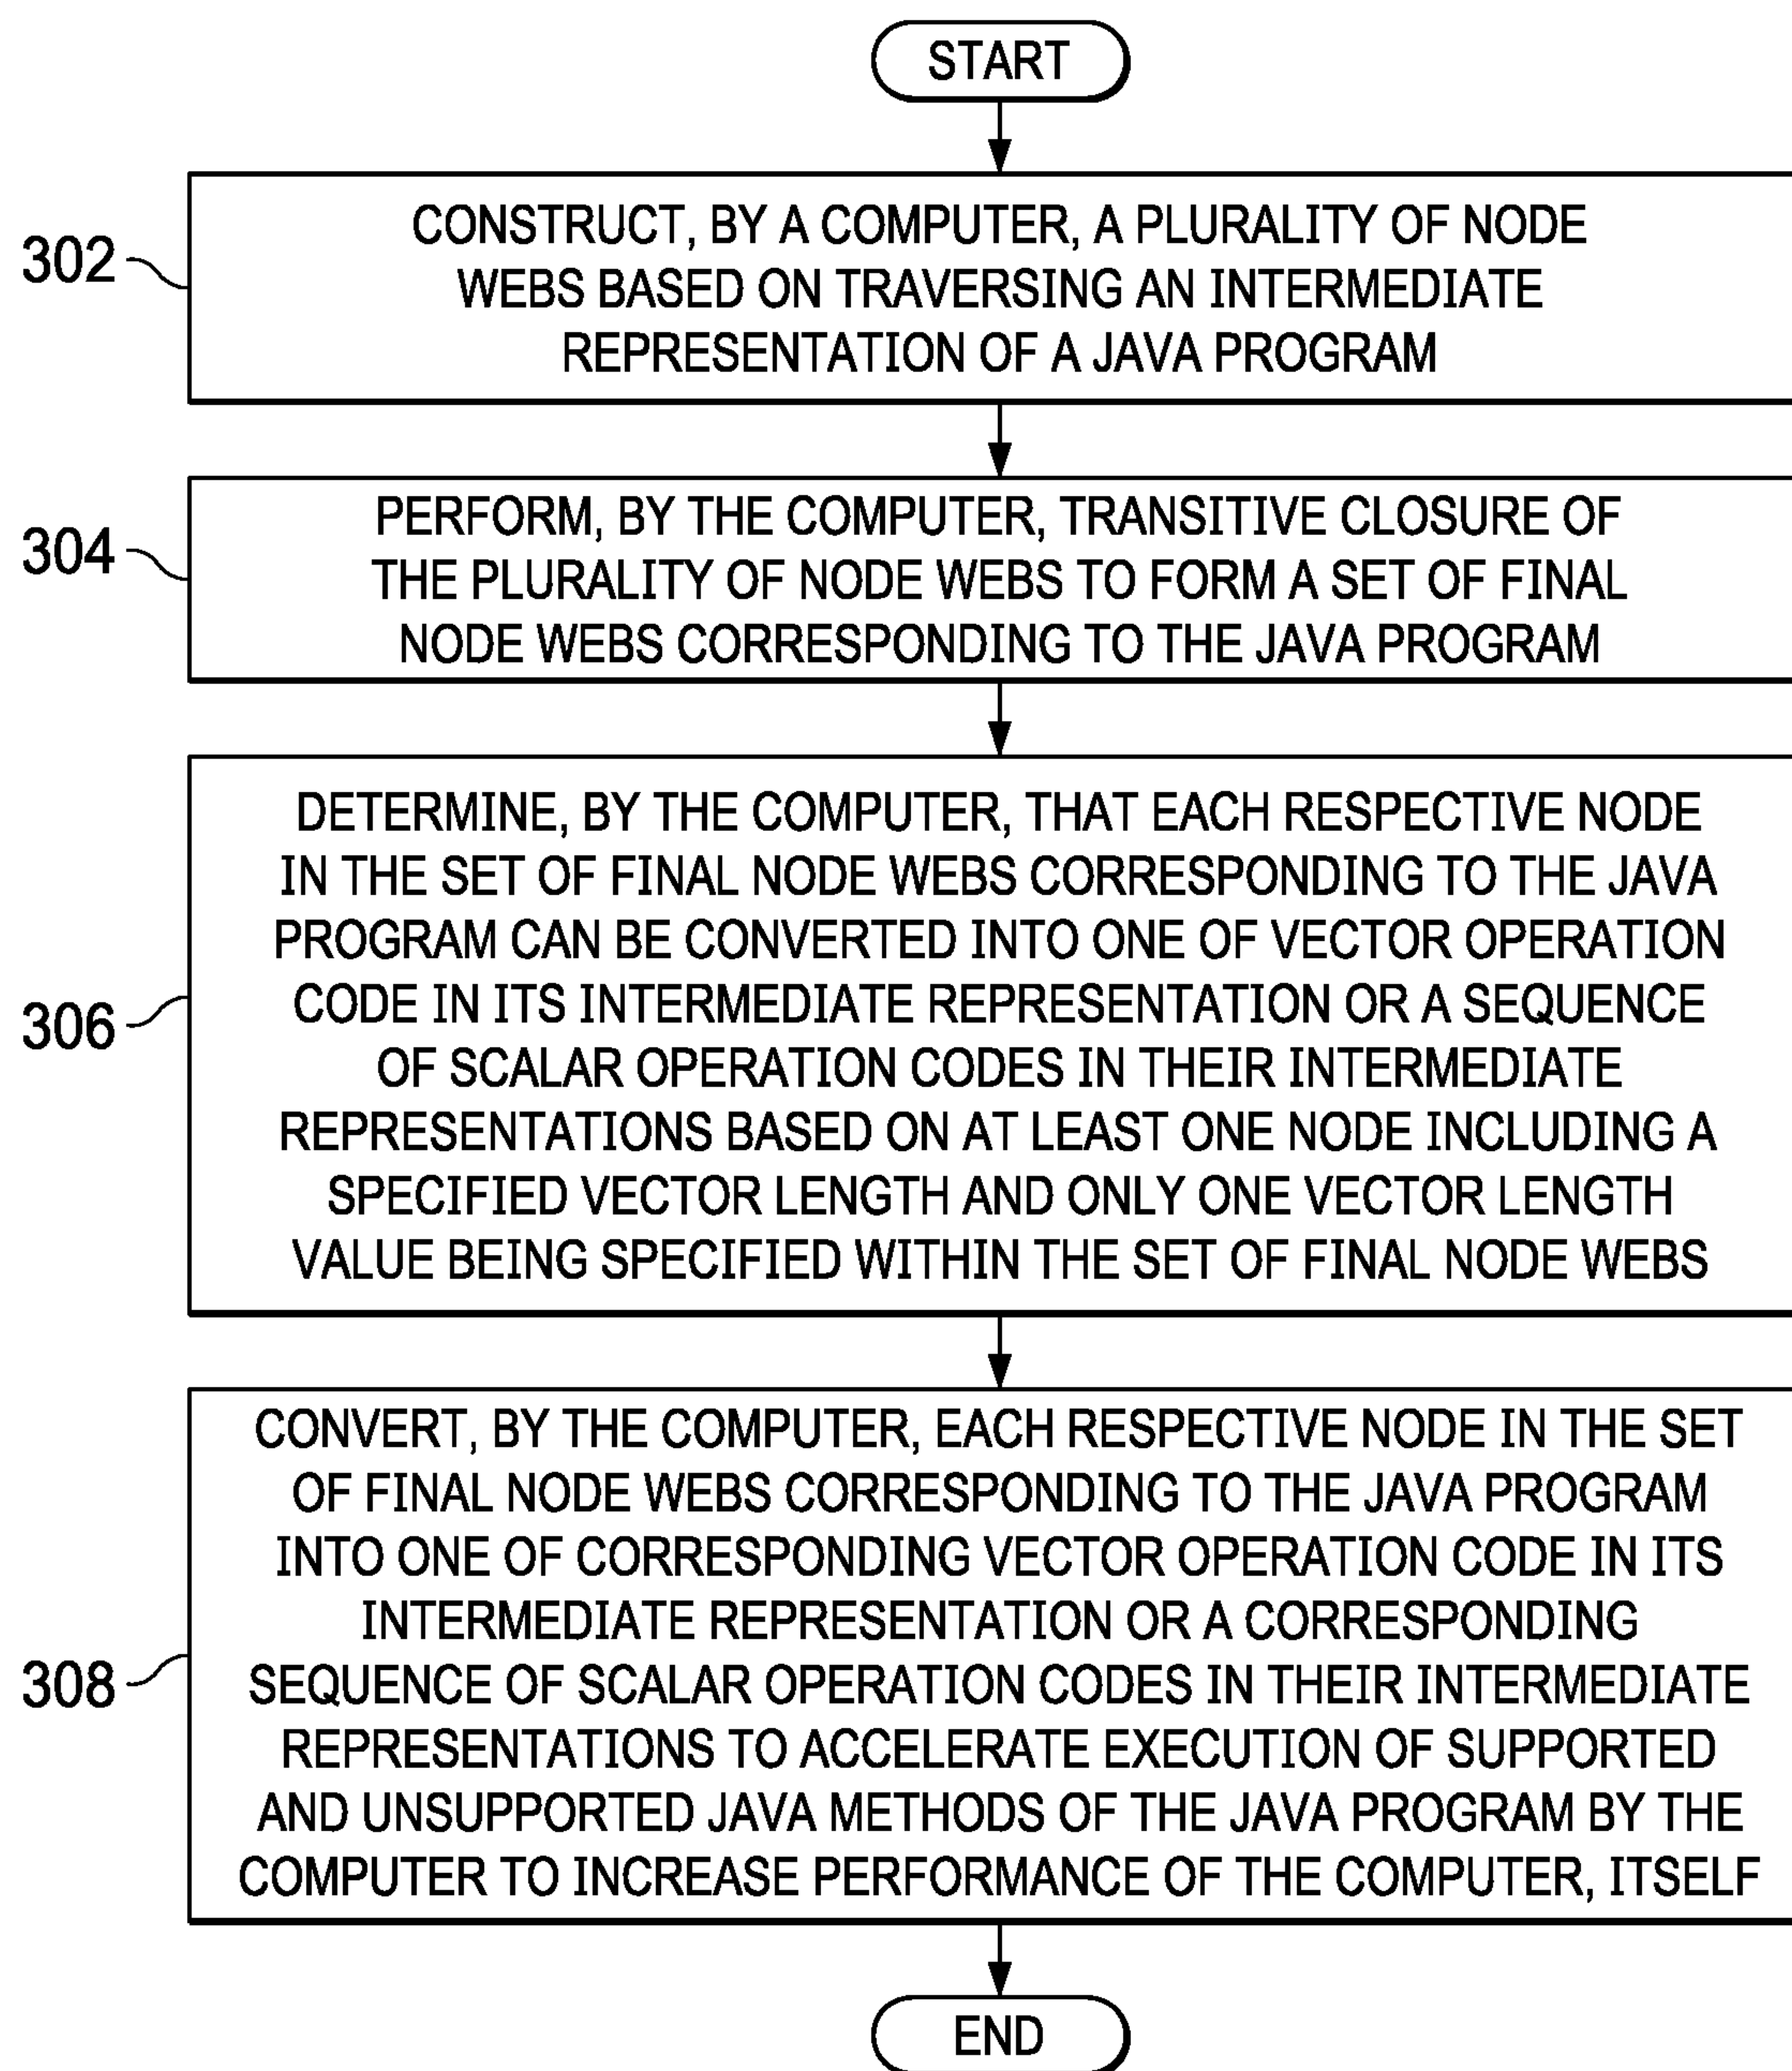 START
302
CONSTRUCT, BY A COMPUTER, A PLURALITY OF NODE
WEBS BASED ON TRAVERSING AN INTERMEDIATE
REPRESENTATION OF A JAVA PROGRAM
304
PERFORM, BY THE COMPUTER, TRANSITIVE CLOSURE OF
THE PLURALITY OF NODE WEBS TO FORM A SET OF FINAL
NODE WEBS CORRESPONDING TO THE JAVA PROGRAM
306
DETERMINE, BY THE COMPUTER, THAT EACH RESPECTIVE NODE
IN THE SET OF FINAL NODE WEBS CORRESPONDING TO THE JAVA
PROGRAM CAN BE CONVERTED INTO ONE OF VECTOR OPERATION
CODE IN ITS INTERMEDIATE REPRESENTATION OR A SEQUENCE
OF SCALAR OPERATION CODES IN THEIR INTERMEDIATE
REPRESENTATIONS BASED ON AT LEAST ONE NODE INCLUDING A
SPECIFIED VECTOR LENGTH AND ONLY ONE VECTOR LENGTH
VALUE BEING SPECIFIED WITHIN THE SET OF FINAL NODE WEBS
308
CONVERT, BY THE COMPUTER, EACH RESPECTIVE NODE IN THE SET
OF FINAL NODE WEBS CORRESPONDING TO THE JAVA PROGRAM
INTO ONE OF CORRESPONDING VECTOR OPERATION CODE IN ITS
INTERMEDIATE REPRESENTATION OR A CORRESPONDING
SEQUENCE OF SCALAR OPERATION CODES IN THEIR INTERMEDIATE
REPRESENTATIONS TO ACCELERATE EXECUTION OF SUPPORTED
AND UNSUPPORTED JAVA METHODS OF THE JAVA PROGRAM BY THE
COMPUTER TO INCREASE PERFORMANCE OF THE COMPUTER, ITSELF
END